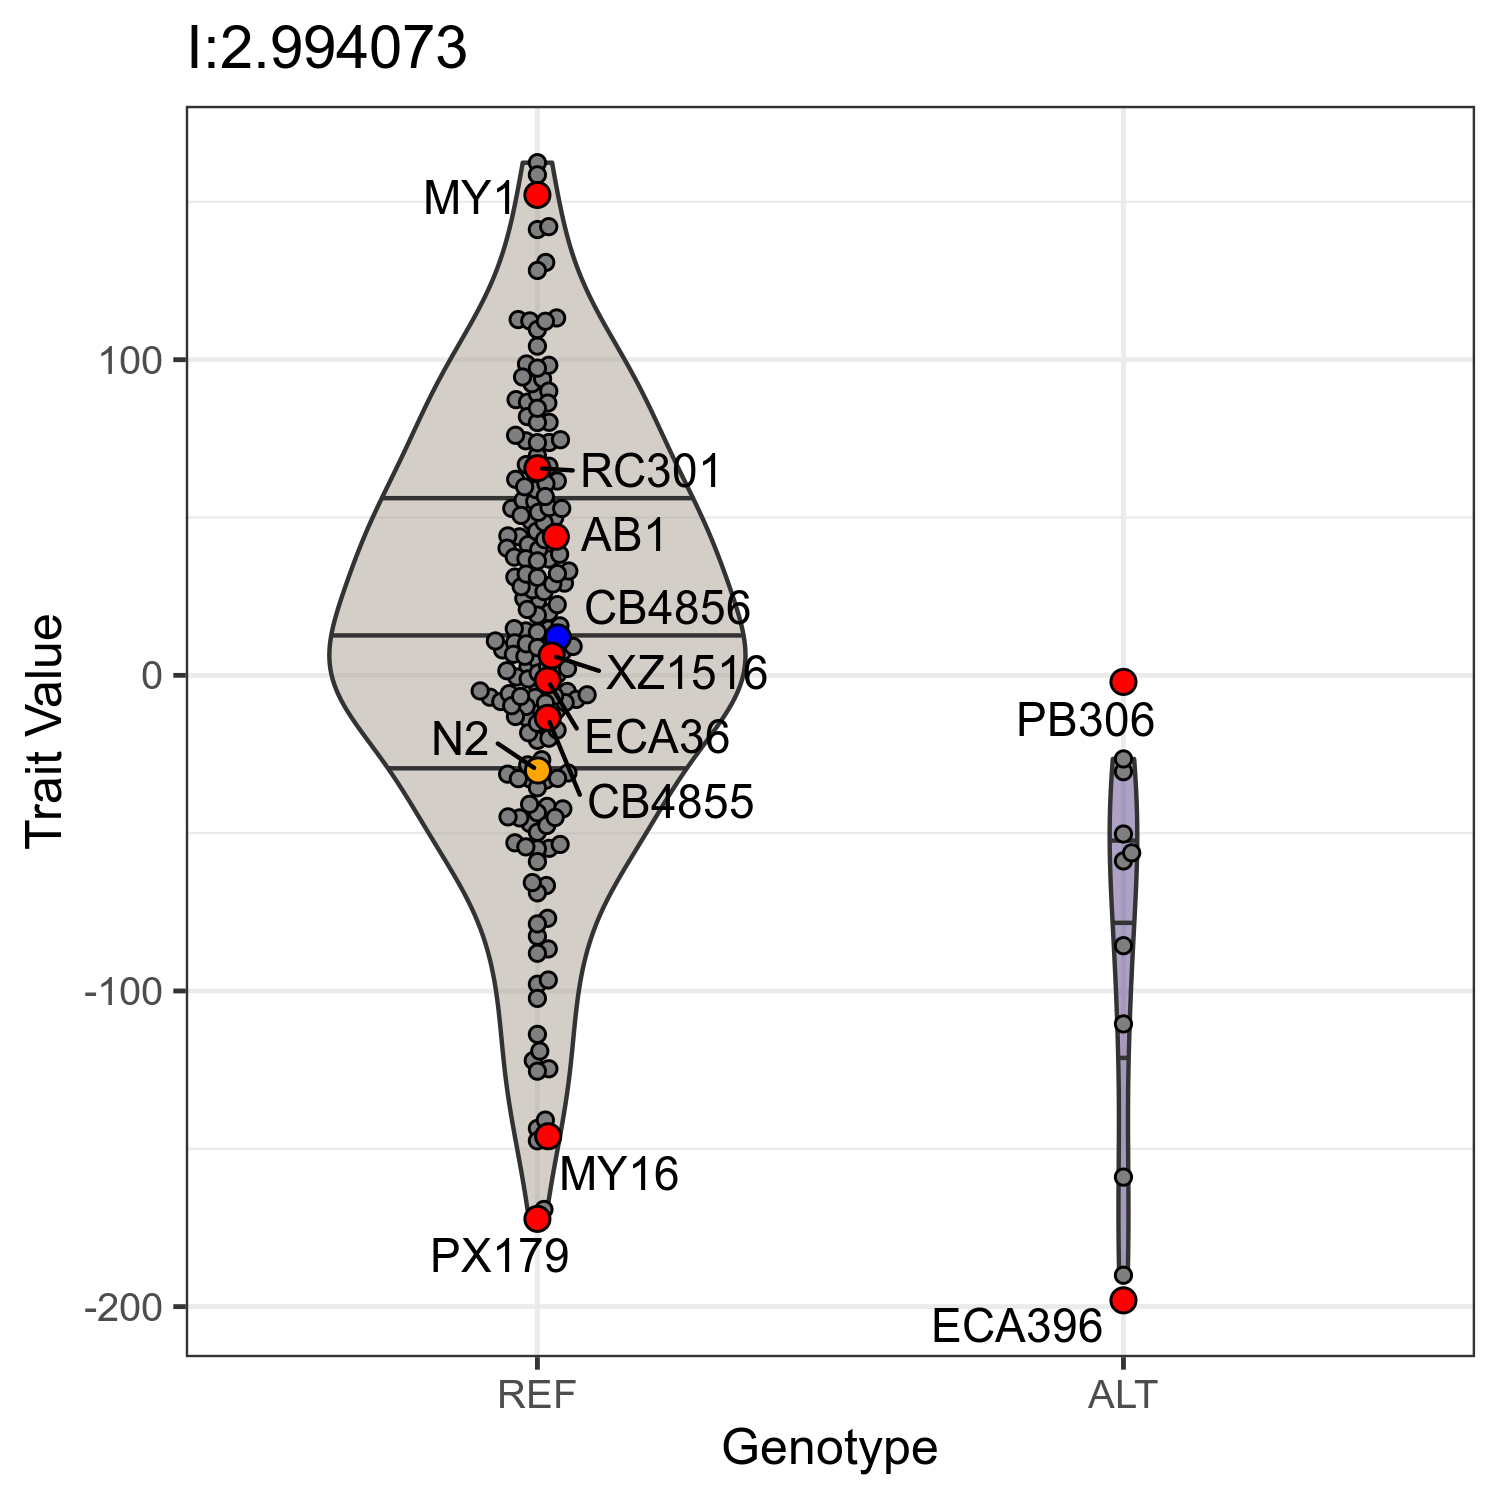 I:2.994073
MY1
100
RC301
AB1
CB4856
XZ1516
0
PB306
N2
ECA36
CB4855
Trait Value
-100
MY16
PX179
-200
ECA396
REF
ALT
Genotype